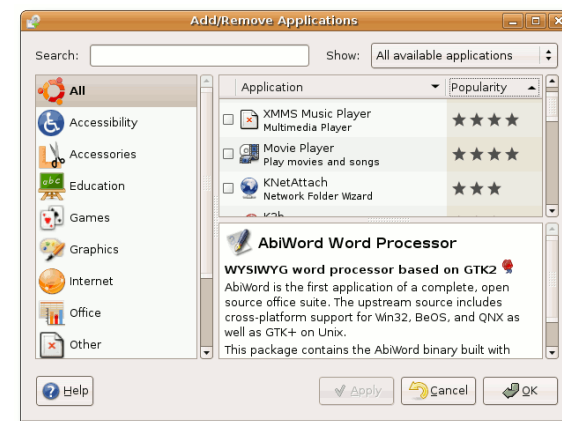 Add/Remove Applications
Search:
Show: All available applications
All
Accessibility
Accessories
Education
Games
Graphics
Internet
Office
Other
Application Popularity
XMMS Music Player
Multimedia Player
Movie Player
Play movies and songs
KNetAttach
Network Folder Wizard
K3b
AbiWord Word Processor
WYSIWYG word processor based on GTK2
AbiWord is the first application of a complete, open
source office suite. The upstream source includes
cross-platform support for Win32, BeOS, and QNX as
well as GTK+ on Unix.
This package contains the AbiWord binary built with
Help
Apply
Cancel
OK